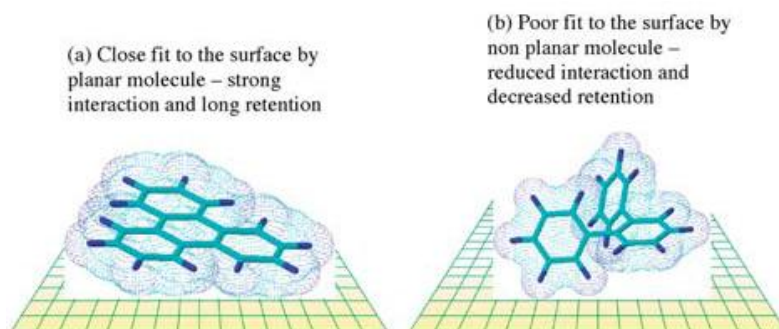 (a) Close fit to the surface by
planar molecule – strong
interaction and long retention
(b) Poor fit to the surface by
non planar molecule –
reduced interaction and
decreased retention